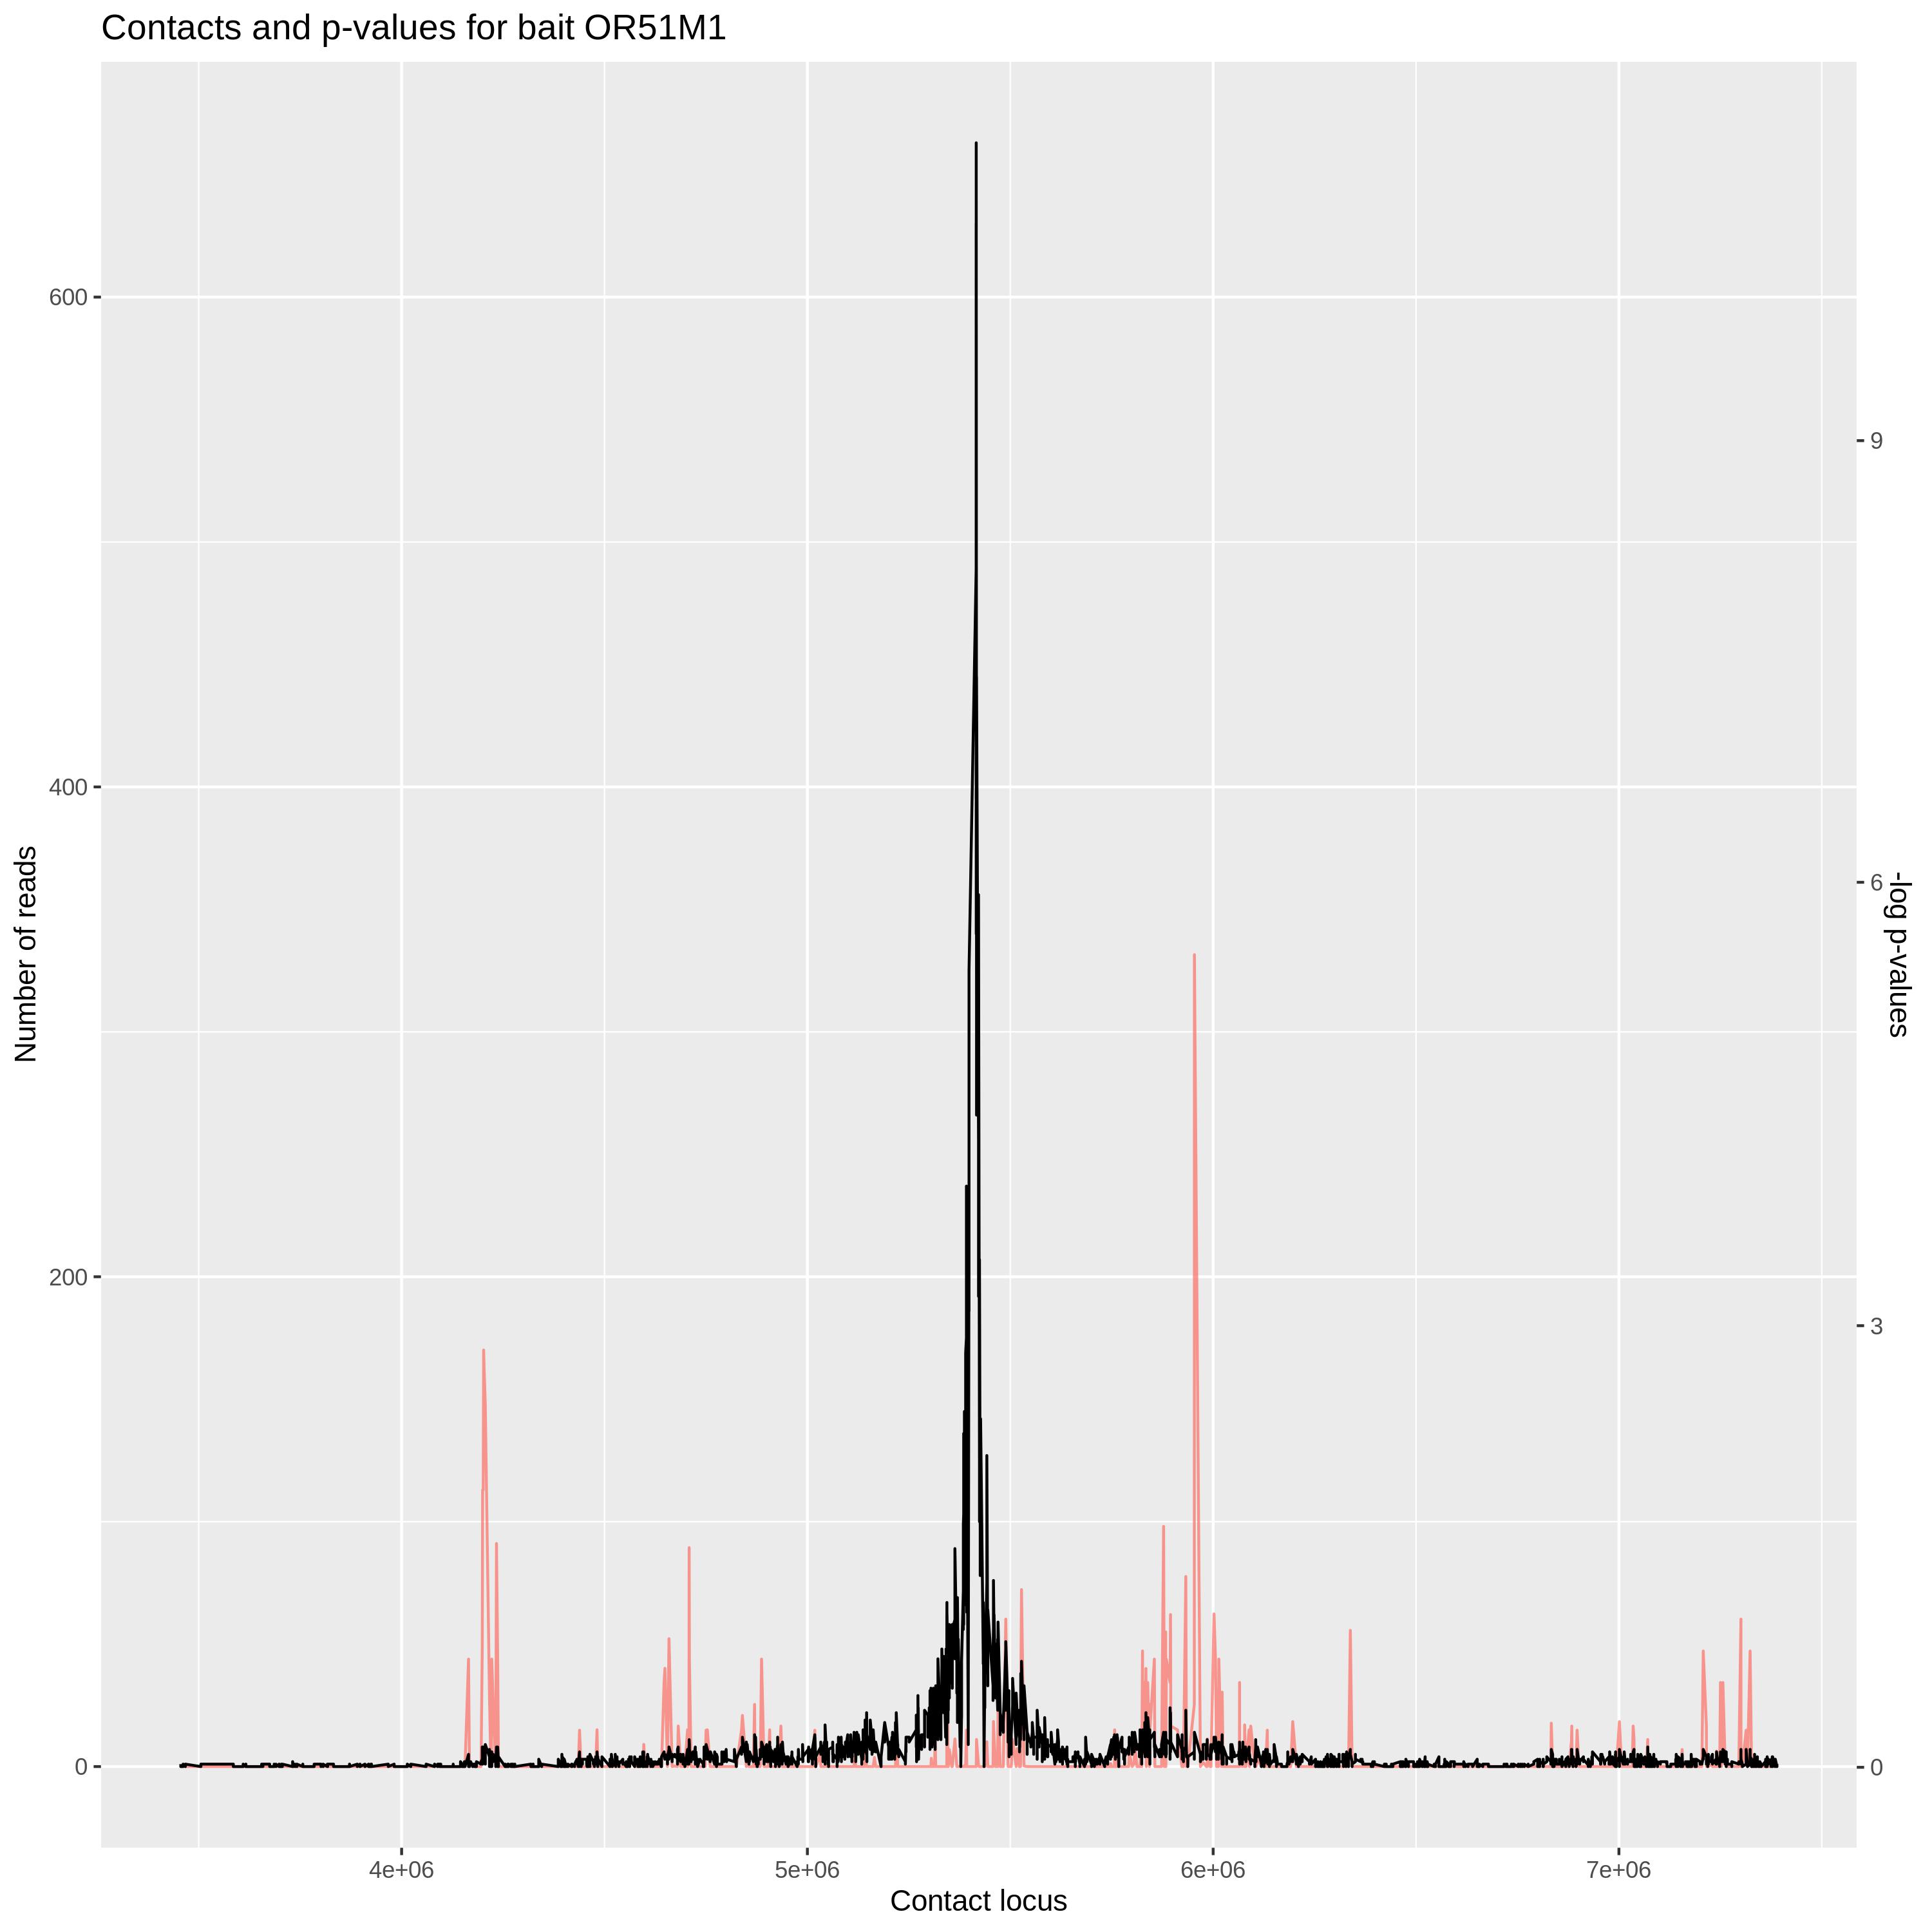 Contacts and p-values for bait OR51M1
600
400
200
0
Number of reads
9
6
3
0
-log p-values
4e+06
5e+06
6e+06
7e+06
Contact locus